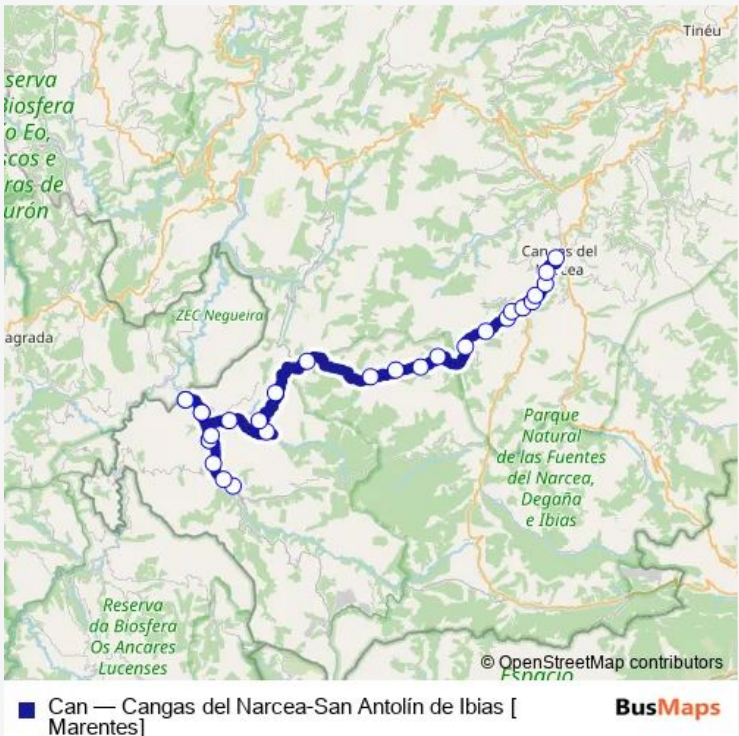 Tinéu
serva
Biosfera
o Eo,
scos e
ras de
urón
Cangas del
cea
ZEC Negueira
agrada
Parque
Natural
de las Fuentes
del Narcea,
Degaña
e Ibias
Reserva
da Biosfera
Os Ancares
Lucenses
© OpenStreetMap contributors
Espacio
Can — Cangas del Narcea-San Antolín de Ibias [
Marentes]
BusMaps